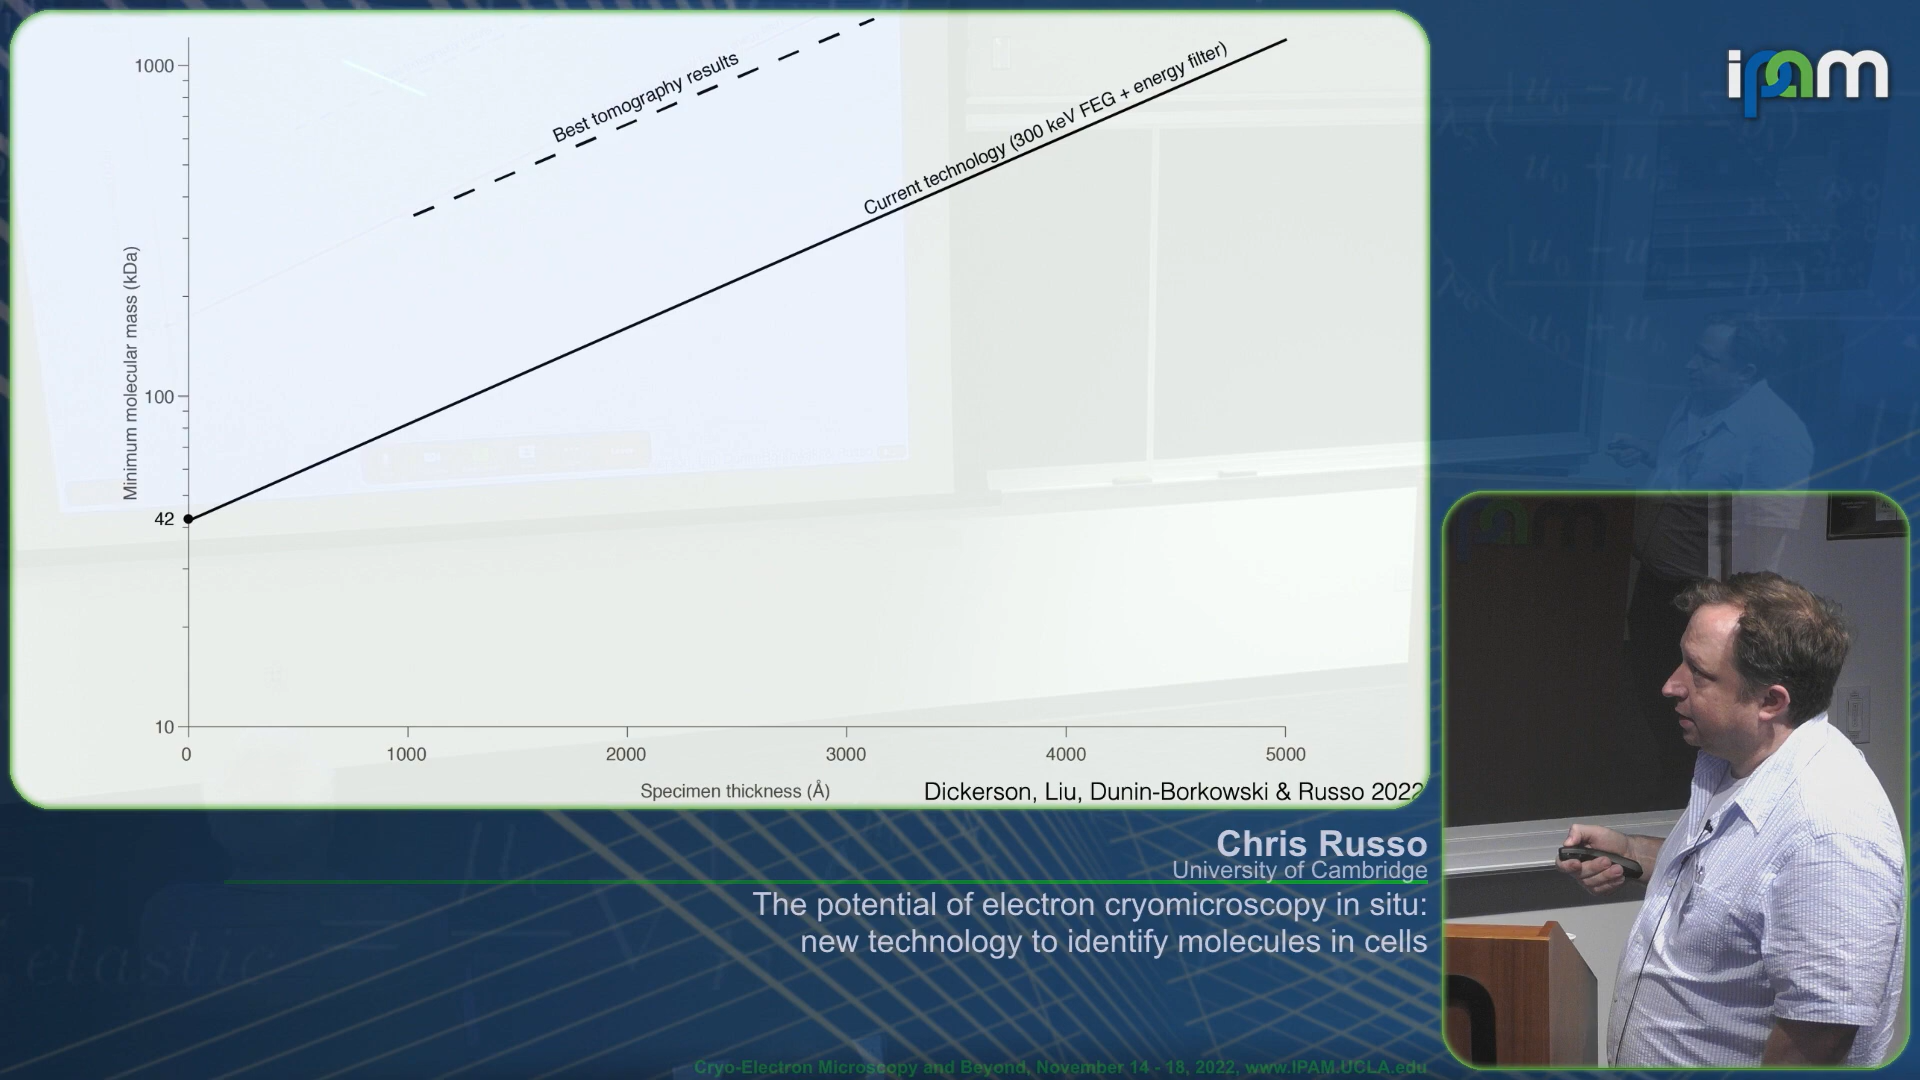 1000
100
42
10
Minimum molecular mass (kDa)
Best tomography results
Current technology (300 keV FEG + energy filter)
0 1000 2000 3000 4000 5000
Specimen thickness (Å)
Dickerson, Liu, Dunin-Borkowski & Russo 2022
ipam
Chris Russo
University of Cambridge
The potential of electron cryomicroscopy in situ:
new technology to identify molecules in cells
elastic
Cryo-Electron Microscopy and Beyond, November 14 - 18, 2022, www.IPAM.UCLA.edu